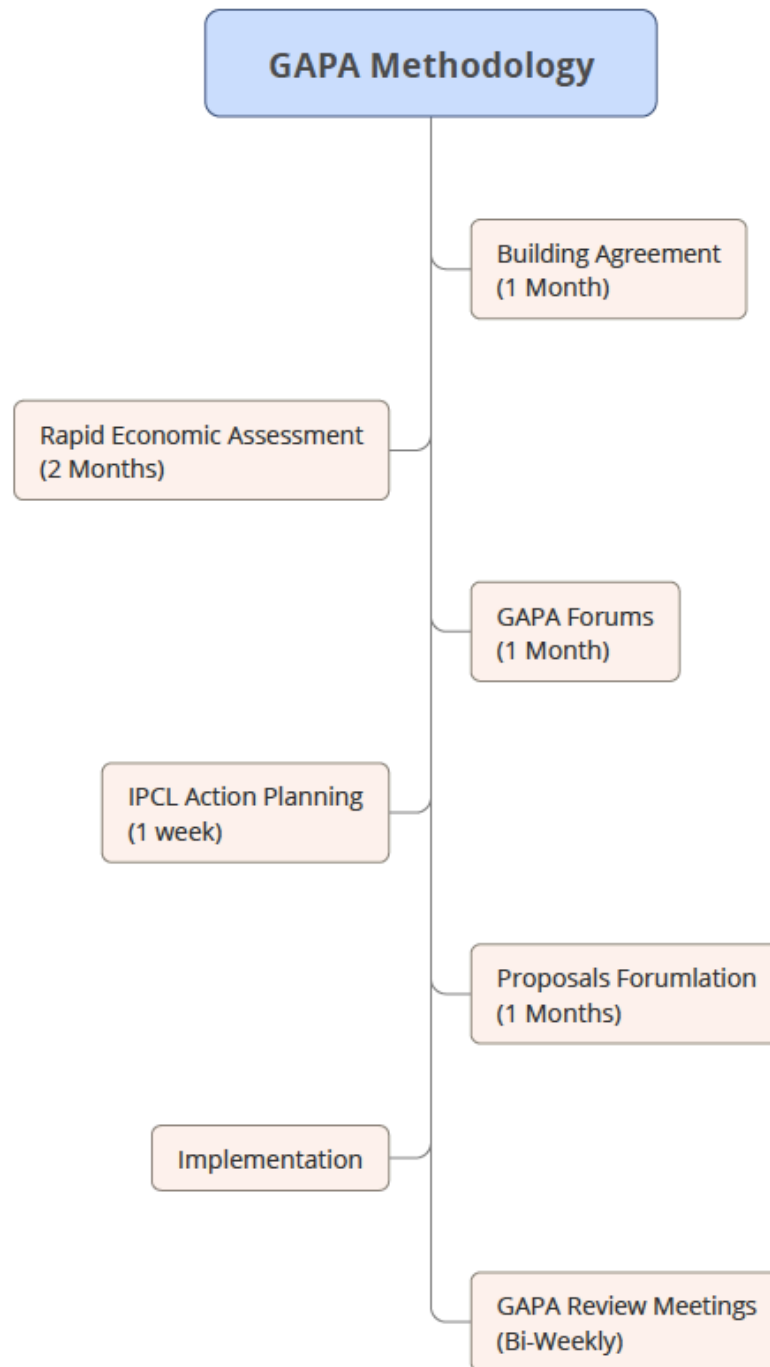 GAPA Methodology
Building Agreement
(1 Month)
Rapid Economic Assessment
(2 Months)
GAPA Forums
(1 Month)
IPCL Action Planning
(1 week)
Proposals Forumlation
(1 Months)
Implementation
GAPA Review Meetings
(Bi-Weekly)